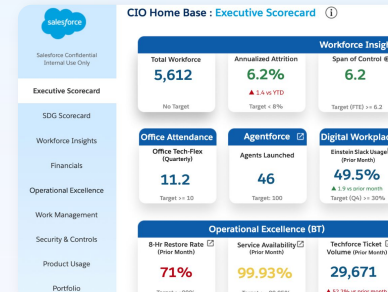 CIO Home Base : Executive Scorecard
salesforce
Salesforce Confidential
Internal Use Only
Executive Scorecard
SDG Scorecard
Workforce Insights
Financials
Operational Excellence
Work Management
Security & Controls
Product Usage
Portfolio
Workforce Insigh
Total Workforce
5,612
No Target
Annualized Attrition
6.2%
▲ 1.4 vs YTD
Target < 8%
Span of Control
6.2
Target (FTE) >= 6.2
Office Attendance
Office Tech-Flex
(Quarterly)
11.2
Target >= 10
Agentforce
Agents Launched
46
Target: 100
Digital Workplac
Einstein Slack Usage
(Prior Month)
49.5%
▲ 1.9 vs prior month
Target (Q4) >= 30%
Operational Excellence (BT)
8-Hr Restore Rate
(Prior Month)
71%
Service Availability
(Prior Month)
99.93%
Techforce Ticket
Volume (Prior Month)
29,671